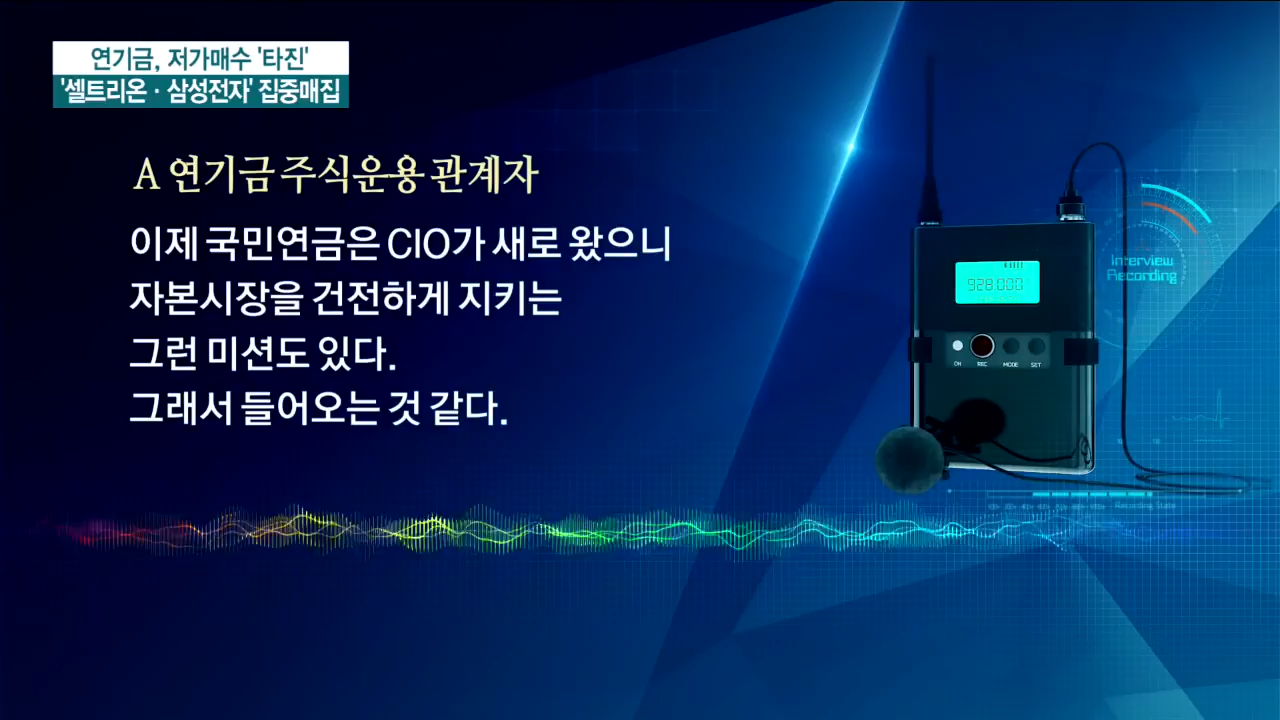 연기금, 저가매수 '타진'
'셀트리온 · 삼성전자' 집중매집
A 연기금 주식운용 관계자
이제 국민연금은 CIO가 새로 왔으니
자본시장을 건전하게 지키는
그런 미션도 있다.
그래서 들어오는 것 같다.
Interview
Recording
928.000
ON REC MODE SET